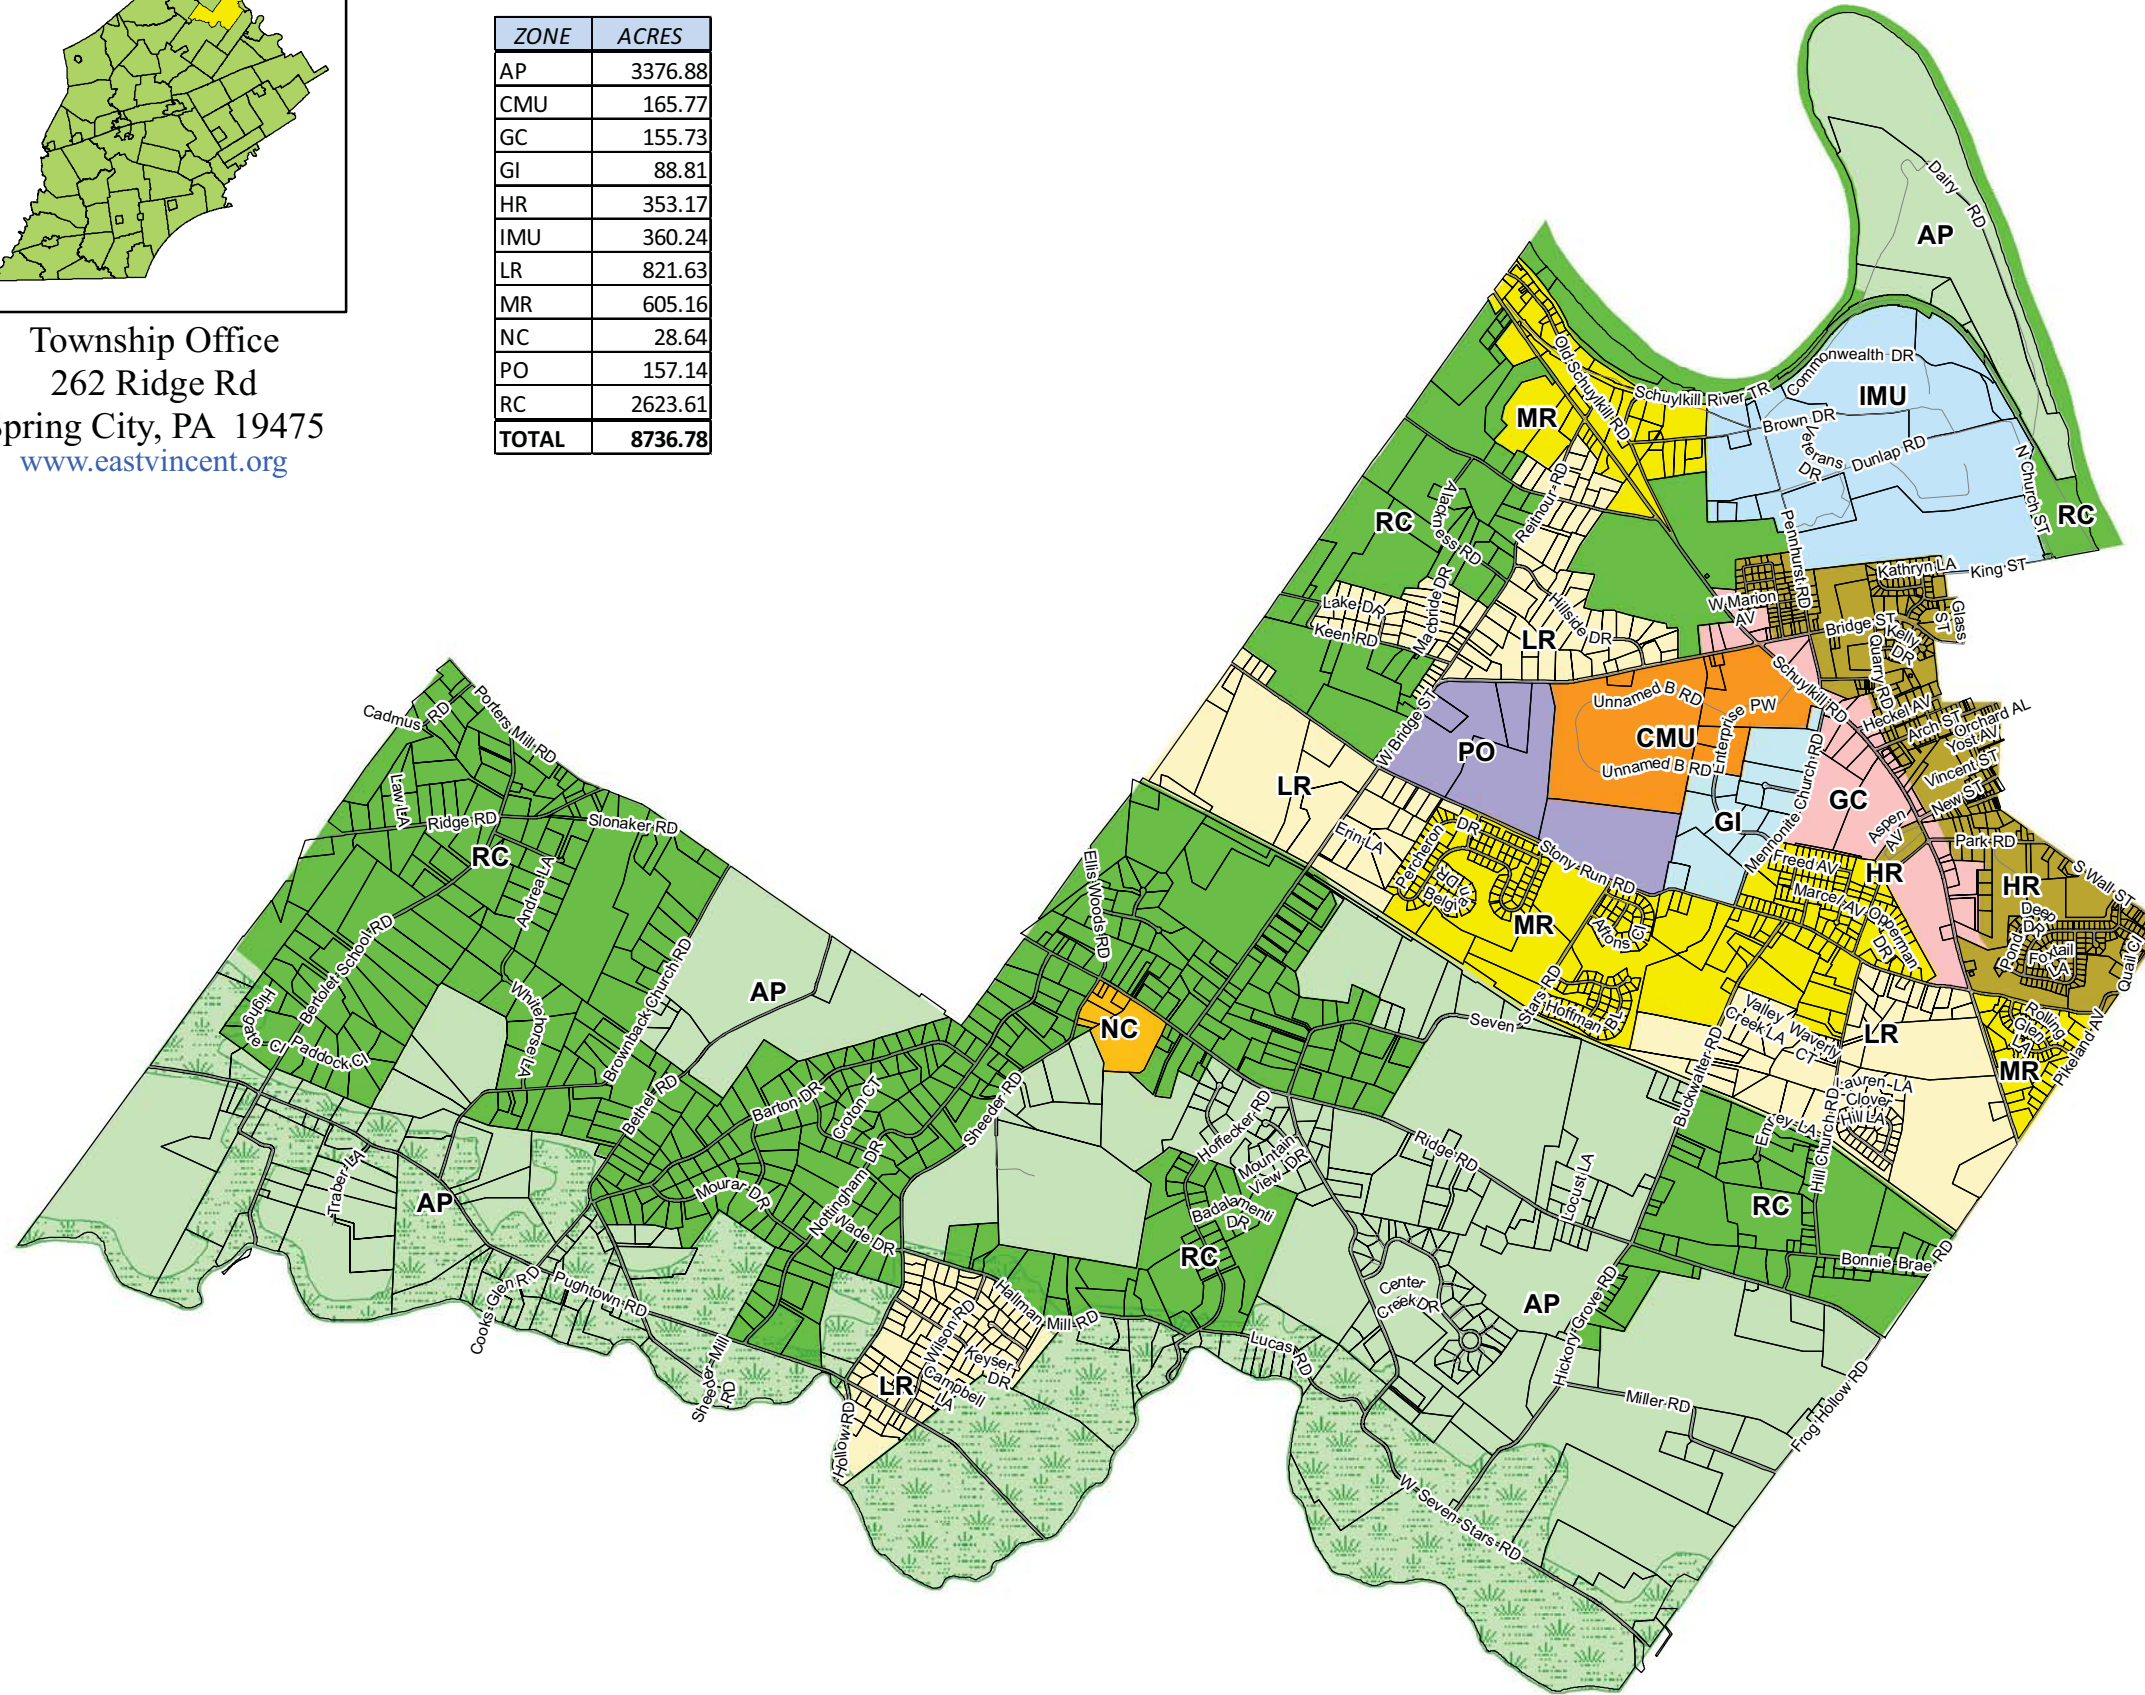 ZONE ACRES
AP 3376.88
CMU 165.77
GC 155.73
GI 88.81
HR 353.17
IMU 360.24
LR 821.63
MR 605.16
NC 28.64
PO 157.14
RC 2623.61
TOTAL 8736.78
Township Office
262 Ridge Rd
Spring City, PA 19475
www.eastvincent.org
Dairy RD
AP
Commonwealth DR
IMU
Old Schuylkill RD
Schuylkill River TR
Brown DR
Veterans DR
Dunlap RD
N Church ST
RC
MR
Reitnour RD
RC
Alackness RD
Pennhurst RD
Kathryn LA
King ST
Lake DR
Keen RD
Macbride DR
Hillside DR
LR
W Marion AV
Bridge ST
Glass ST
Kelly DR
Quarry RD
Schuylkill RD
Heckel AV
Arch ST
Orchard AL
Yost AV
Vincent ST
New ST
Unnamed B RD
Enterprise PW
CMU
Unnamed B RD
PO
W Bridge ST
LR
GI
GC
Mennonite Church RD
Aspen AV
Park RD
Cadmus RD
Porters Mill RD
Law LA
Ridge RD
Slonaker RD
RC
Andrea LA
Erin LA
Percheron DR
Belgian DR
Stony Run RD
MR
Aftons CI
Freed AV
HR
Marcel AV
Opperman DR
HR
S Wall ST
Deep Pond DR
Foxtail LA
Quail CI
Ellis Woods RD
Bertolet School RD
Highgate CI
Paddock CI
Whitehorse LA
Brownback Church RD
AP
NC
Seven Stars RD
Hoffman BL
Valley Creek LA
Waverly CT
LR
Rolling Glen LA
MR
Pikeland AV
Lauren LA
Clover Hill LA
Buckwalter RD
Emrey LA
Hill Church RD
Bethel RD
Barton DR
Croton CT
Sheeder RD
Hoffecker RD
Mountain View DR
Ridge RD
Locust LA
Traber LA
AP
Mourar DR
Nottingham DR
Wade DR
Badalamenti DR
RC
RC
Bonnie Brae RD
Cooks Glen RD
Pughtown RD
Sheeder Mill RD
Hallman Mill RD
Wilson RD
Keyser DR
Campbell LA
LR
Hollow RD
Lucas RD
Center Creek DR
AP
Hickory Grove RD
Miller RD
Frog Hollow RD
W Seven Stars RD